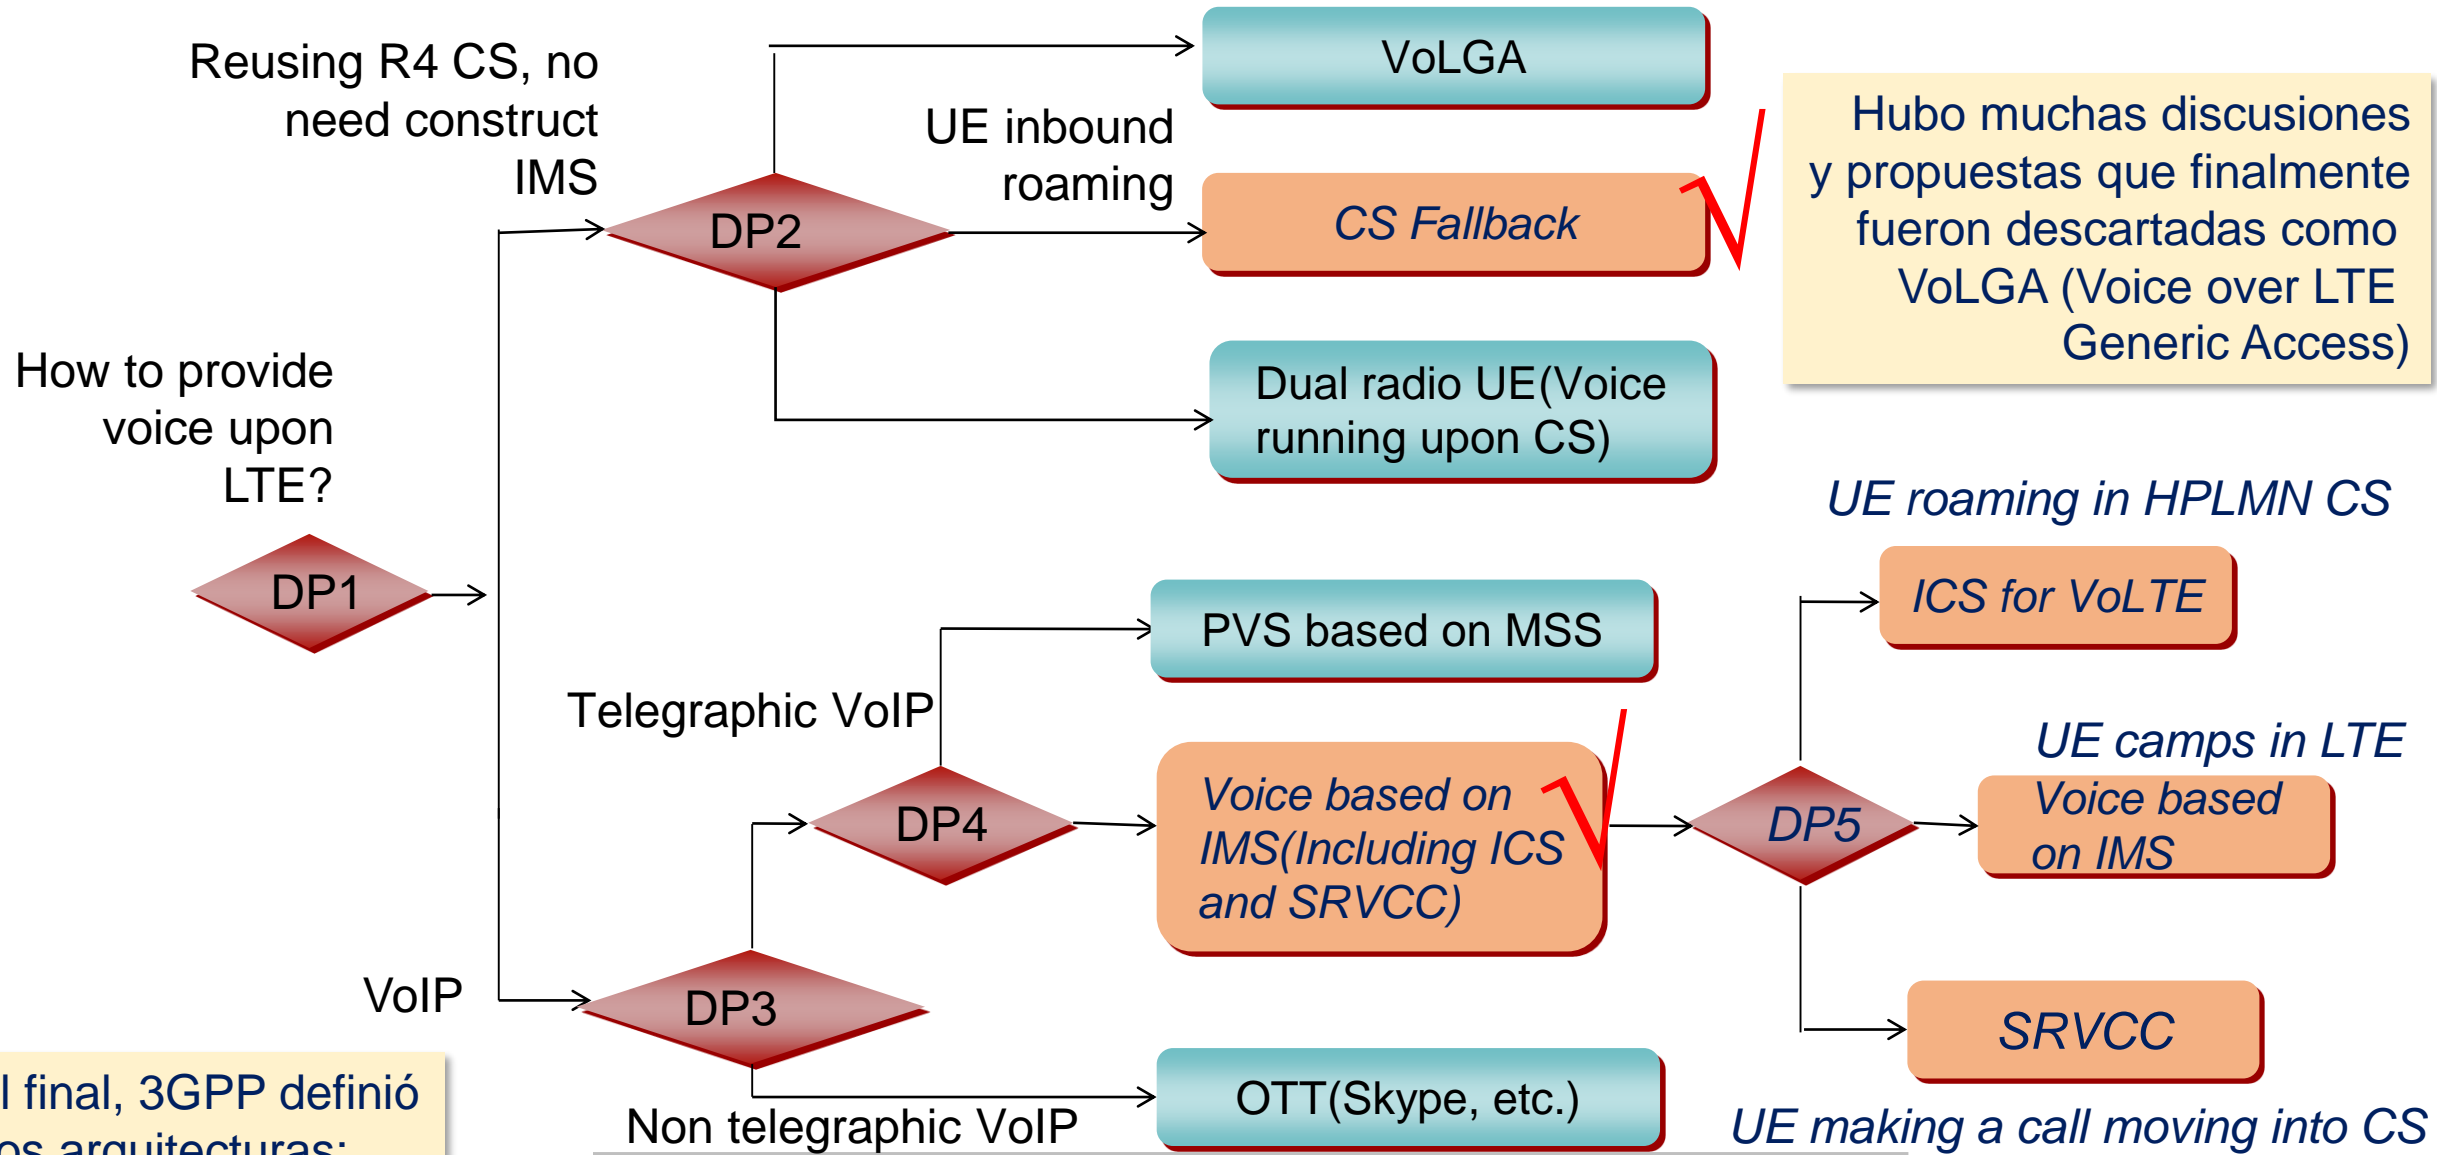 Reusing R4 CS, no
need construct
IMS
VoLGA
UE inbound
roaming
DP2
CS Fallback
Hubo muchas discusiones
y propuestas que finalmente
fueron descartadas como
VoLGA (Voice over LTE
Generic Access)
Dual radio UE(Voice
running upon CS)
How to provide
voice upon
LTE?
DP1
UE roaming in HPLMN CS
ICS for VoLTE
PVS based on MSS
Telegraphic VoIP
DP4
Voice based on
IMS(Including ICS
and SRVCC)
DP5
UE camps in LTE
Voice based
on IMS
VoIP
DP3
SRVCC
OTT(Skype, etc.)
Non telegraphic VoIP
UE making a call moving into CS
l final, 3GPP definió
os arquitecturas: